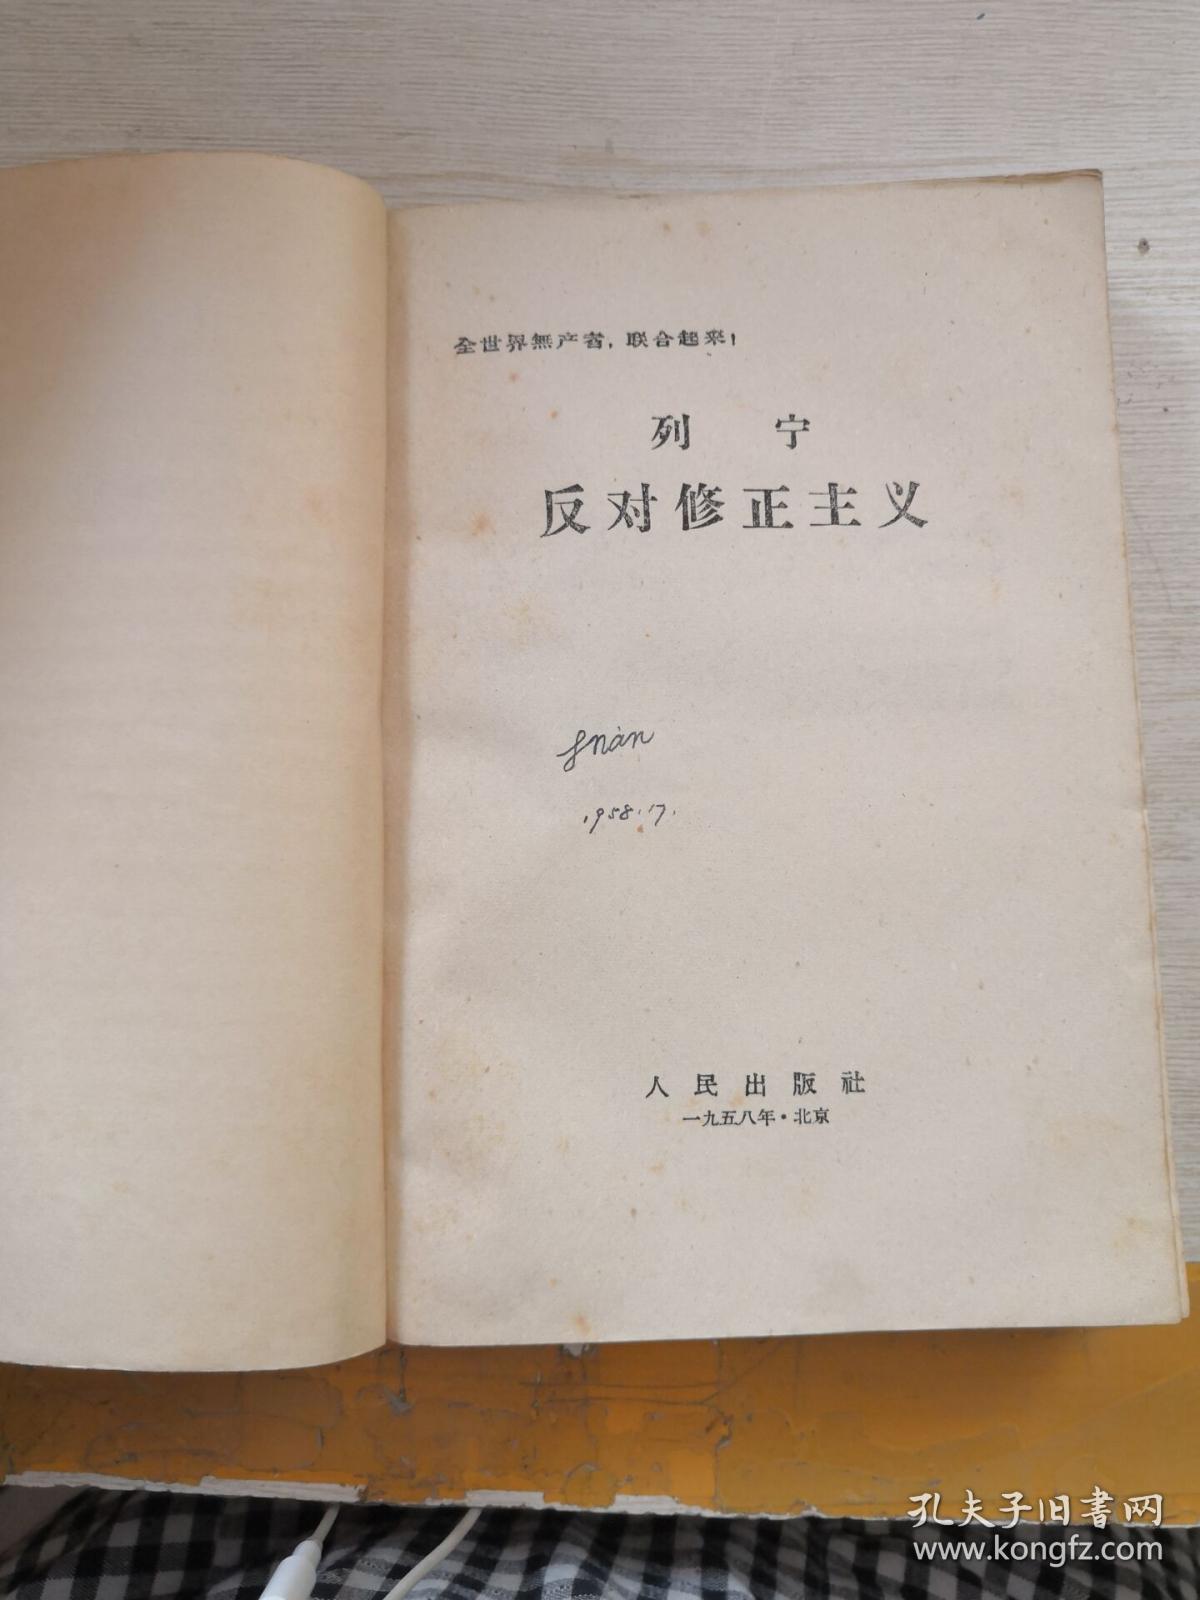 全世界無产者，联合起来！
列宁
反对修正主义
1958.17.
人民出版社
一九五八年·北京
孔夫子旧書网
www.kongfz.com